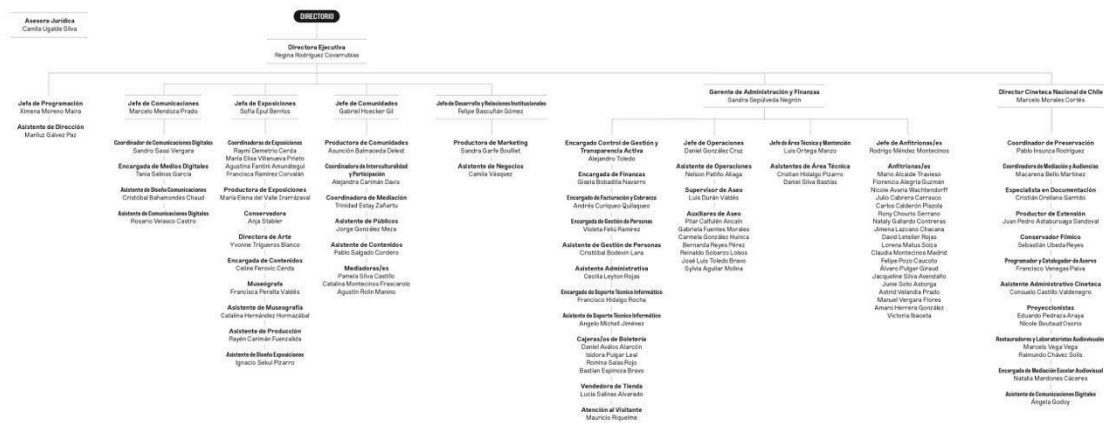 DIRECTORIO
Asesora Jurídica
Camila Ugalde Silva
Directora Ejecutiva
Regina Rodríguez Covarrubias
Jefa de Programación
Ximena Moreno Maira
Asistente de Dirección
Mariluz Gálvez Paz
Jefe de Comunicaciones
Marcelo Mendoza Prado
Coordinador de Comunicaciones Digitales
Sandro Sassi Vergara
Encargada de Medios Digitales
Tania Salinas García
Asistente de Diseño Comunicaciones
Cristóbal Bahamondes Chaud
Asistente de Comunicaciones Digitales
Rosario Velasco Castro
Jefa de Exposiciones
Sofía Epul Berrios
Coordinadoras de Exposiciones
Raymi Demetrio Cerda
María Elisa Villanueva Prieto
Agustina Fantini Amunátegui
Francisca Ramírez Corvalán
Productora de Exposiciones
María Elena del Valle Irarrázaval
Conservadora
Anja Stabler
Directora de Arte
Yvonne Trigueros Blanco
Encargada de Contenidos
Celine Fercovic Cerda
Museógrafa
Francisca Peralta Valdés
Asistente de Museografía
Catalina Hernández Hormazábal
Asistente de Producción
Rayén Carimán Fuenzalida
Asistente de Diseño Exposiciones
Ignacio Sekul Pizarro
Jefe de Comunidades
Gabriel Hoecker Gil
Productora de Comunidades
Asunción Balmaceda Delest
Coordinadora de Interculturalidad
y Participación
Alejandra Carimán Davis
Coordinadora de Mediación
Trinidad Estay Zañartu
Asistente de Públicos
Jorge González Meza
Asistente de Contenidos
Pablo Salgado Cordero
Mediadoras/es
Pamela Silva Castillo
Catalina Montecinos Frascarolo
Agustín Rolin Manino
Jefe de Desarrollo y Relaciones Institucionales
Felipe Bascuñán Gómez
Productora de Marketing
Sandra Garfe Bouillet
Asistente de Negocios
Camila Vásquez
Gerente de Administración y Finanzas
Sandra Sepúlveda Negrón
Encargado Control de Gestión y
Transparencia Activa
Alejandro Toledo
Encargada de Finanzas
Gisela Bobadilla Navarro
Encargado de Facturación y Cobranza
Andrés Curiqueo Quilaqueo
Encargada de Gestión de Personas
Violeta Feliú Ramírez
Asistente de Gestión de Personas
Cristóbal Bodevin Lara
Asistente Administrativa
Cecilia Leyton Rojas
Encargado de Soporte Técnico Informático
Francisco Hidalgo Rocha
Asistente de Soporte Técnico Informático
Angelo Michell Jiménez
Cajeras/os de Boletería
Daniel Avalos Alarcón
Isidora Pulgar Leal
Romina Salas Rojo
Bastían Espinoza Bravo
Vendedora de Tienda
Lucía Salinas Alvarado
Atención al Visitante
Mauricio Riquelme
Jefe de Operaciones
Daniel González Cruz
Asistente de Operaciones
Nelson Patiño Aliaga
Supervisor de Aseo
Luis Durán Valdés
Auxiliares de Aseo
Pilar Calfulén Ancain
Gabriela Fuentes Morales
Carmela González Huinca
Bernarda Reyes Pérez
Reinaldo Sobarzo Lobos
José Luis Toledo Bravo
Sylvia Aguilar Molina
Jefe de Área Técnica y Mantención
Luis Ortega Manzo
Asistentes de Área Técnica
Cristian Hidalgo Pizarro
Daniel Silva Bastías
Jefe de Anfitrionas/es
Rodrigo Méndez Montecinos
Anfitrionas/es
Mario Alcaide Travieso
Florencia Alegría Guzmán
Nicole Avaria Wachtendorff
Julio Cabrera Carrasco
Carlos Calderón Plazola
Rony Chourio Serrano
Nataly Gallardo Contreras
Jimena Lazcano Chacana
David Letelier Rojas
Lorena Matus Solza
Claudia Montecinos Madrid
Felipe Pozo Caucoto
Álvaro Pulgar Giraud
Jacqueline Silva Avendaño
Junie Soto Astorga
Astrid Velandia Prado
Manuel Vergara Flores
Amaro Herrera González
Victoria Ibaceta
Director Cineteca Nacional de Chile
Marcelo Morales Cortés
Coordinador de Preservación
Pablo Insunza Rodríguez
Coordinadora de Mediación y Audiencias
Macarena Bello Martínez
Especialista en Documentación
Cristián Orellana Garrido
Productor de Extensión
Juan Pedro Astaburuaga Sandoval
Conservador Fílmico
Sebastián Ubeda Reyes
Programador y Catalogador de Acervo
Francisco Venegas Palva
Asistente Administrativo Cineteca
Consuelo Castillo Valdenegro
Proyeccionistas
Eduardo Pedraza Araya
Nicole Boutaud Osorio
Restauradores y Laboratoristas Audiovisuales
Marcelo Vega Vega
Raimundo Chávez Solís
Encargada de Mediación Escolar Audiovisual
Natalia Mardones Cáceres
Asistente de Comunicaciones Digitales
Ángela Godoy